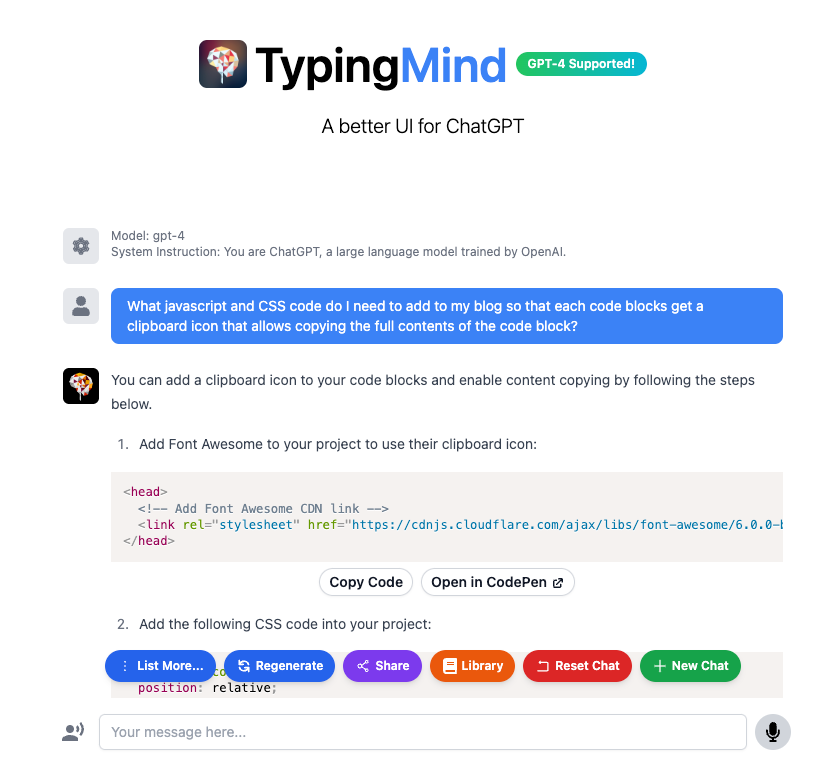 TypingMind GPT-4 Supported!
A better UI for ChatGPT
Model: gpt-4
System Instruction: You are ChatGPT, a large language model trained by OpenAI.
What javascript and CSS code do I need to add to my blog so that each code blocks get a
clipboard icon that allows copying the full contents of the code block?
You can add a clipboard icon to your code blocks and enable content copying by following the steps
below.
1. Add Font Awesome to your project to use their clipboard icon:
<head>
<!-- Add Font Awesome CDN link -->
<link rel="stylesheet" href="https://cdnjs.cloudflare.com/ajax/libs/font-awesome/6.0.0-b
</head>
Copy Code Open in CodePen
2. Add the following CSS code into your project:
List More... Regenerate Share Library Reset Chat New Chat
position: relative;
Your message here...